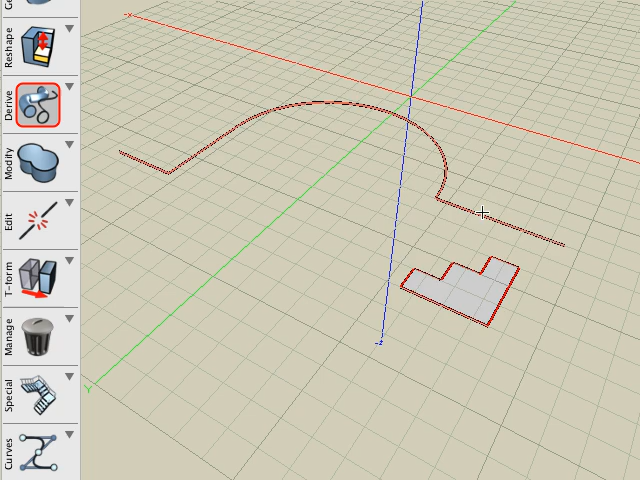 Reshape
Derive
Modify
Edit
T-form
Manage
Special
Curves
-x
Y
-z